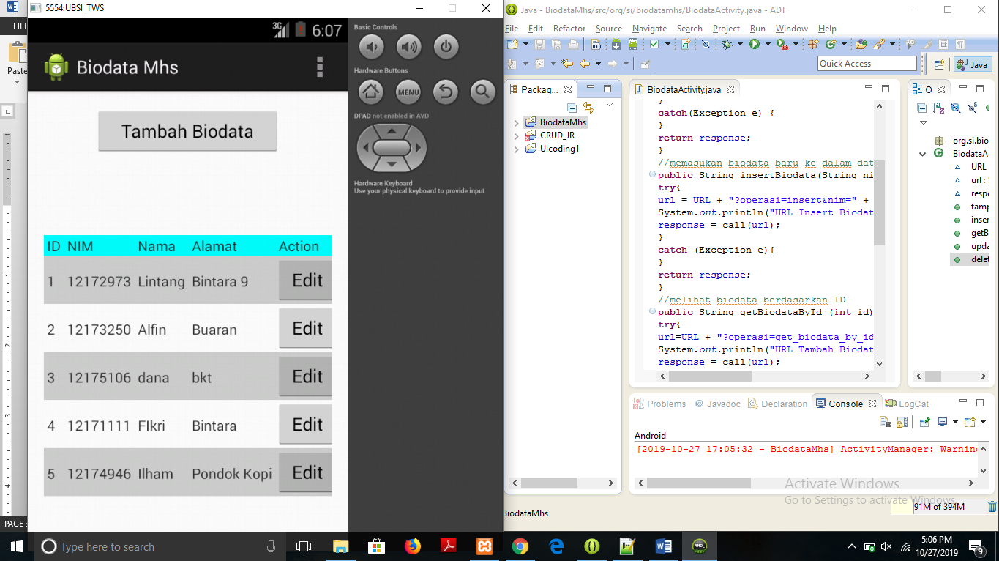 5554:UBSI_TWS
FILE
Paste
PAGE
3G 6:07
Biodata Mhs
Tambah Biodata
ID NIM Nama Alamat Action
1 12172973 Lintang Bintara 9 Edit
2 12173250 Alfin Buaran Edit
3 12175106 dana bkt Edit
4 12171111 FIkri Bintara Edit
5 12174946 Ilham Pondok Kopi Edit
Basic Controls
Hardware Buttons
MENU
DPAD not enabled in AVD
Hardware Keyboard
Use your physical keyboard to provide input
Java - BiodataMhs/src/org/si/biodatamhs/BiodataActivity.java - ADT
File Edit Refactor Source Navigate Search Project Run Window Help
Quick Access
Java
Packag...
BiodataMhs
CRUD_JR
UIcoding1
BiodataActivity.java
}
catch(Exception e) {
}
return response;
}
//memasukan biodata baru ke dalam dat
public String insertBiodata(String ni
try{
url = URL + "?operasi=insert&nim=" +
System.out.println("URL Insert Biodat
response = call(url);
}
catch (Exception e){
}
return response;
}
//melihat biodata berdasarkan ID
public String getBiodataById (int id)
try{
url=URL + "?operasi=get_biodata_by_id
System.out.println("URL Tambah Biodat
response = call(url);
O
org.si.bio
BiodataA
URL :
url : S
respo
tamp
inser
getB
upda
delet
Problems @ Javadoc Declaration Console LogCat
Android
[2019-10-27 17:05:32 - BiodataMhs] ActivityManager: Warning
Activate Windows
Go to Settings to activate Windows.
91M of 394M
BiodataMhs
Type here to search
5:06 PM
10/27/2019
9